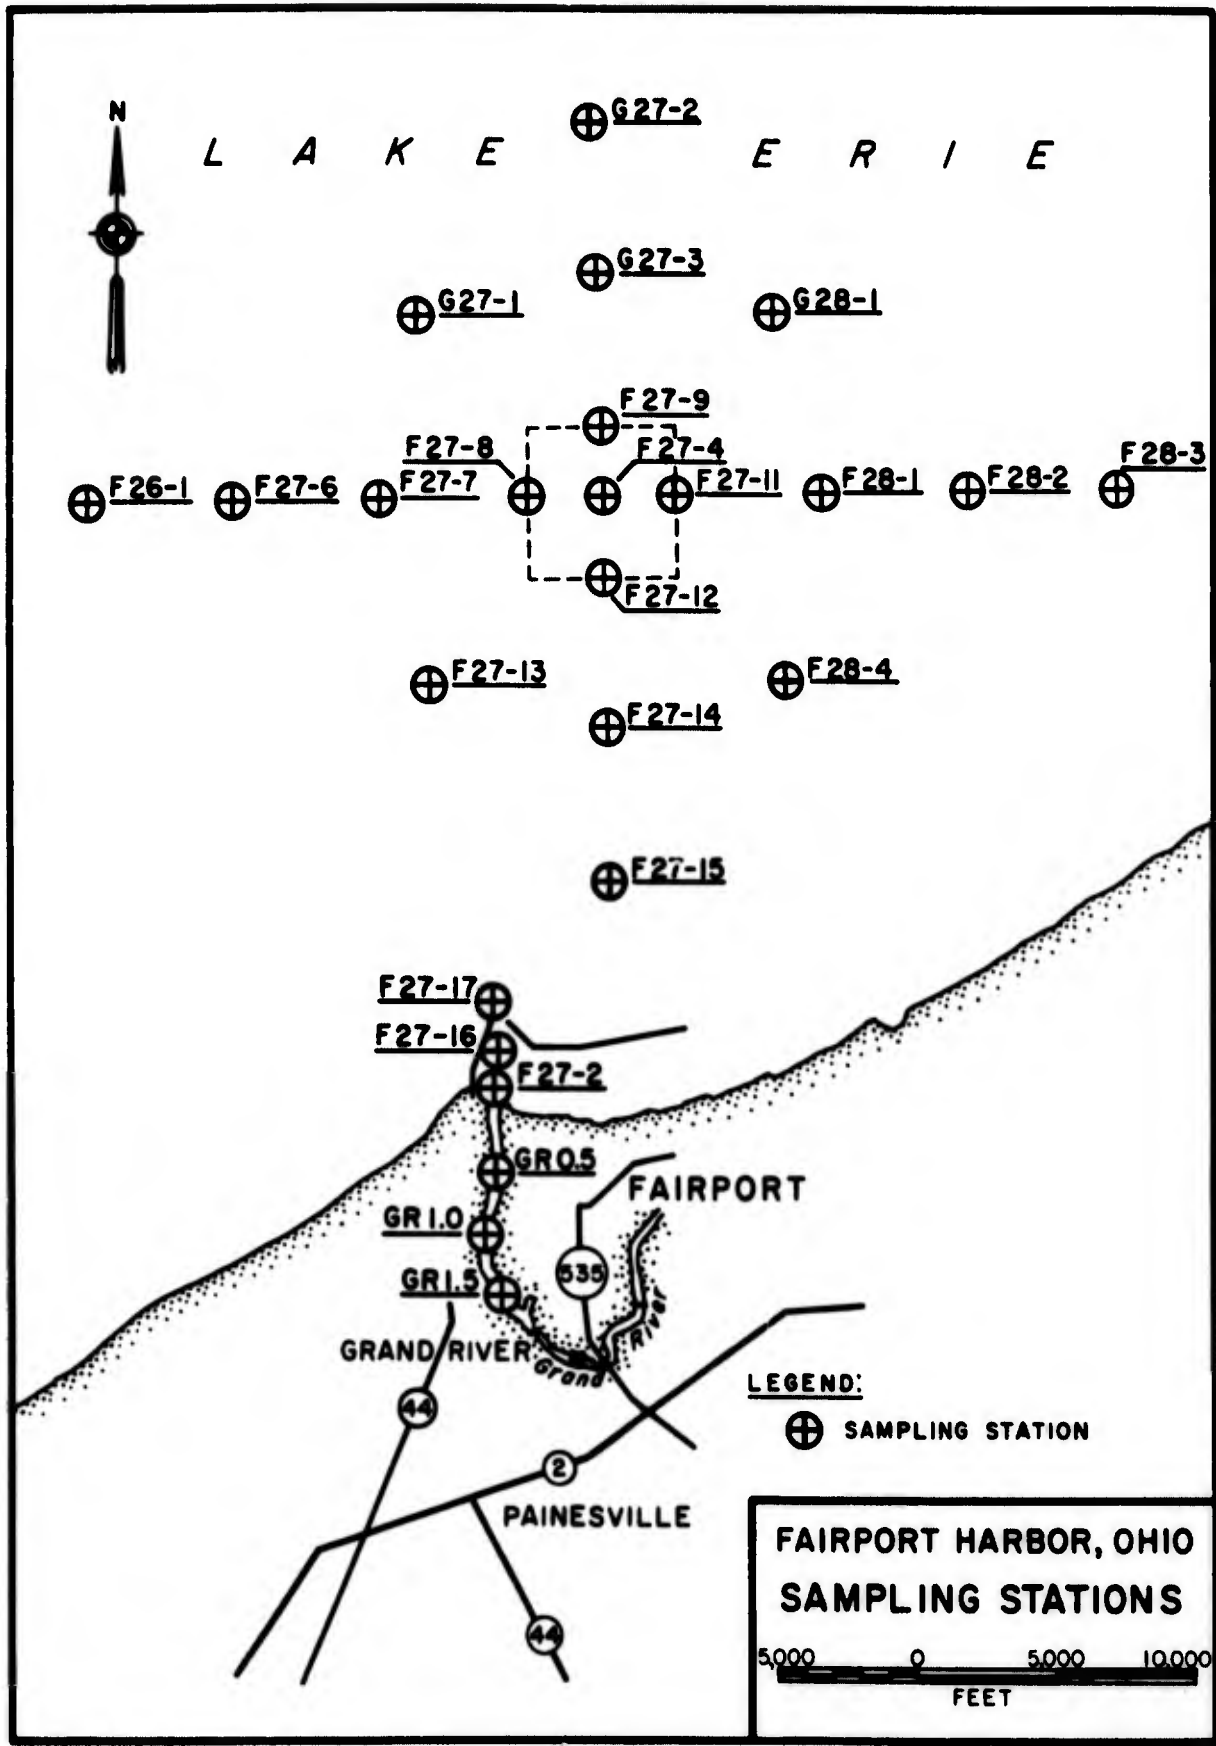 G27-2
N
LAKE ERIE
G27-3
G27-1
G28-1
F27-9
F27-8
F27-4
F28-3
F26-1
F27-6
F27-7
F27-11
F28-1
F28-2
F27-12
F27-13
F28-4
F27-14
F27-15
F27-17
F27-16
F27-2
GR0.5
FAIRPORT
GR1.0
535
GR1.5
River
GRAND RIVER
Grand
LEGEND:
44
SAMPLING STATION
2
PAINESVILLE
44
FAIRPORT HARBOR, OHIO
SAMPLING STATIONS
5,000 0 5,000 10,000
FEET